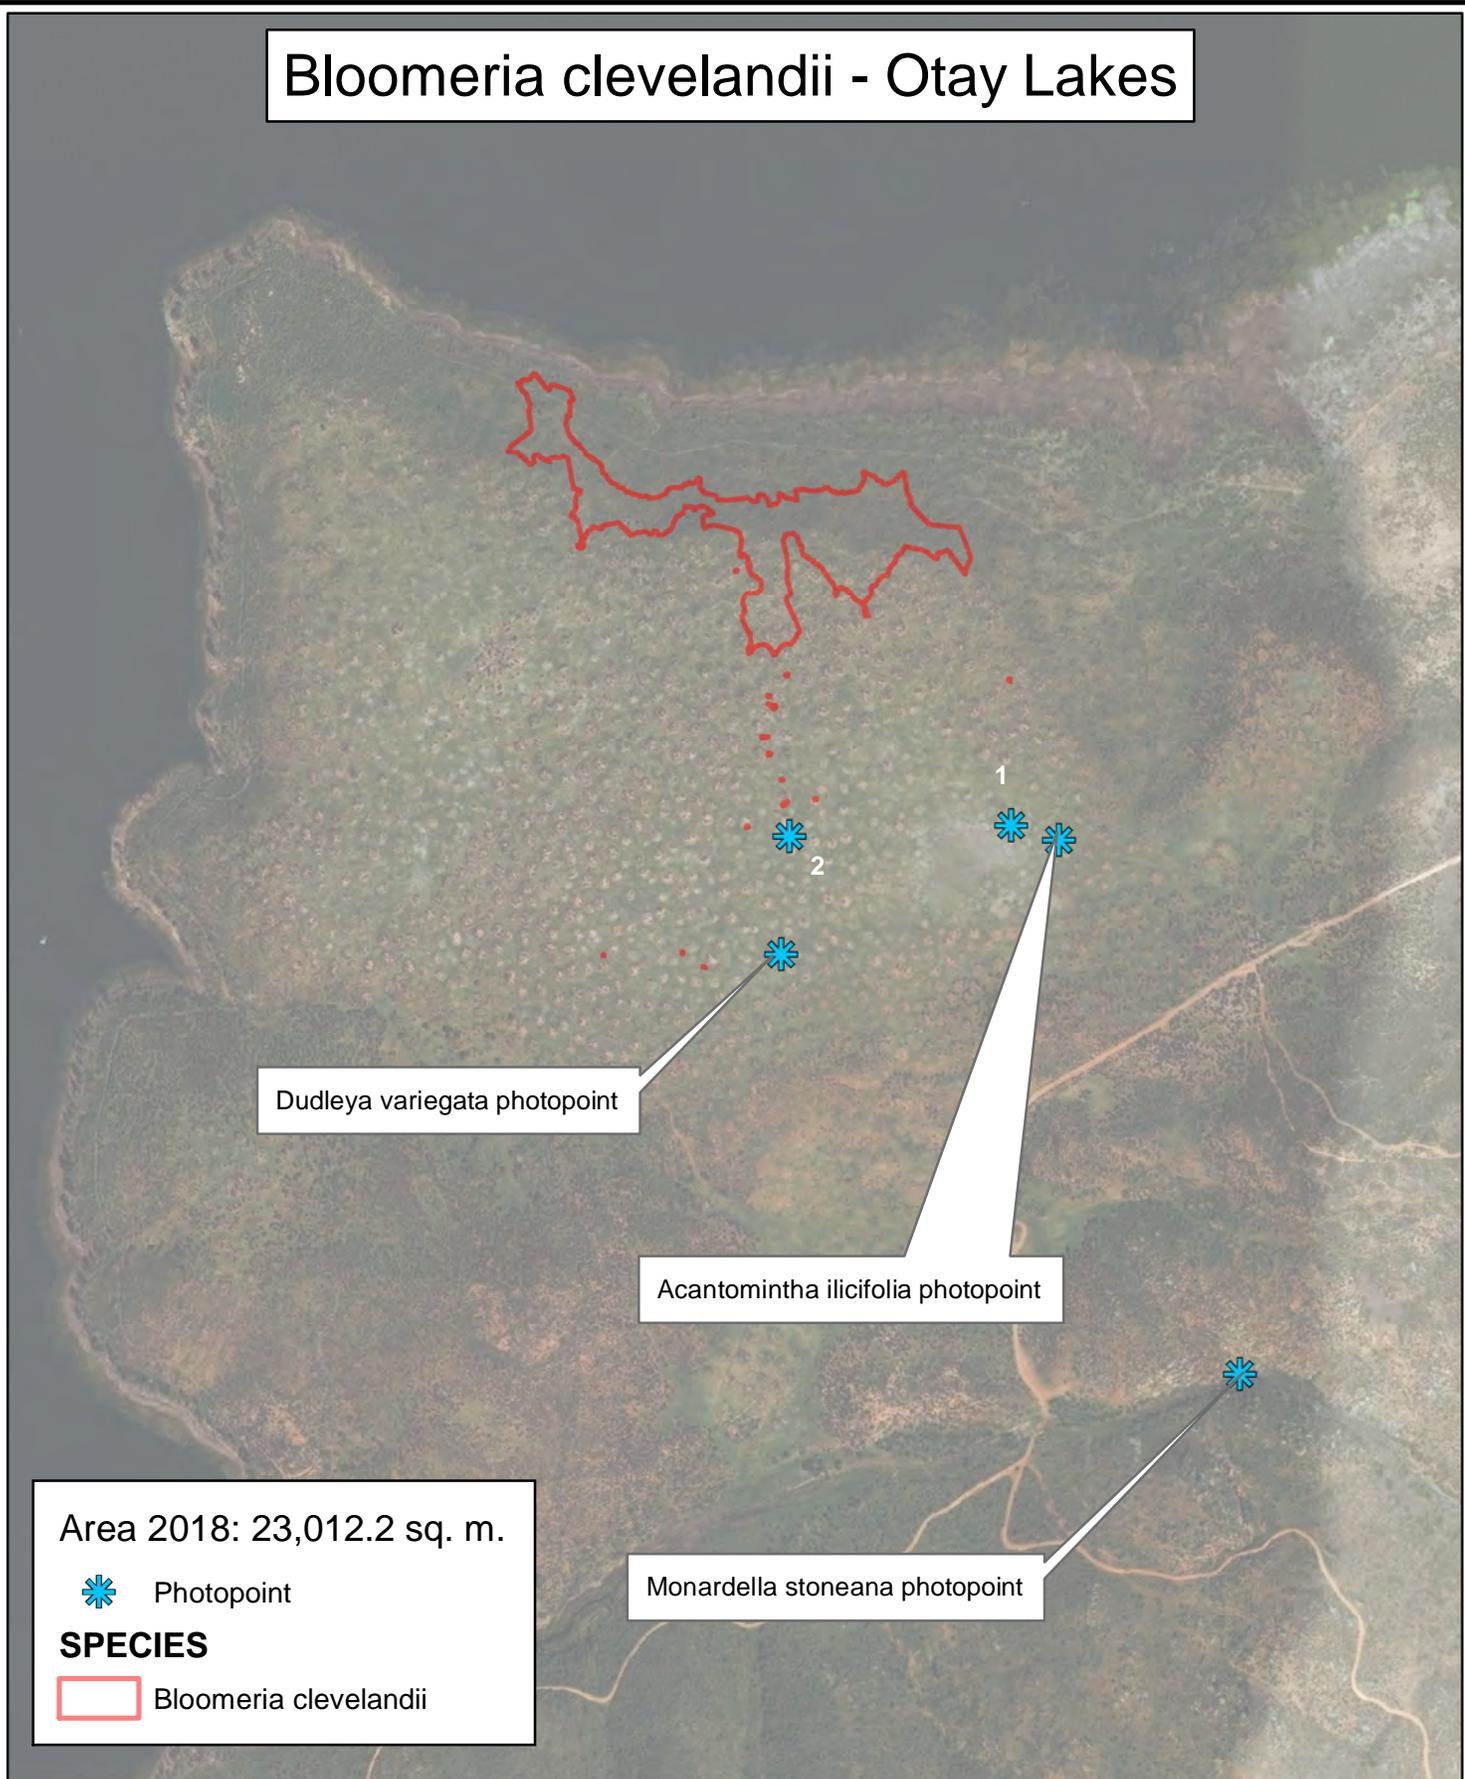 Bloomeria clevelandii - Otay Lakes
1
2
Dudleya variegata photopoint
Acantomintha ilicifolia photopoint
Monardella stoneana photopoint
Area 2018: 23,012.2 sq. m.
Photopoint
SPECIES
Bloomeria clevelandii